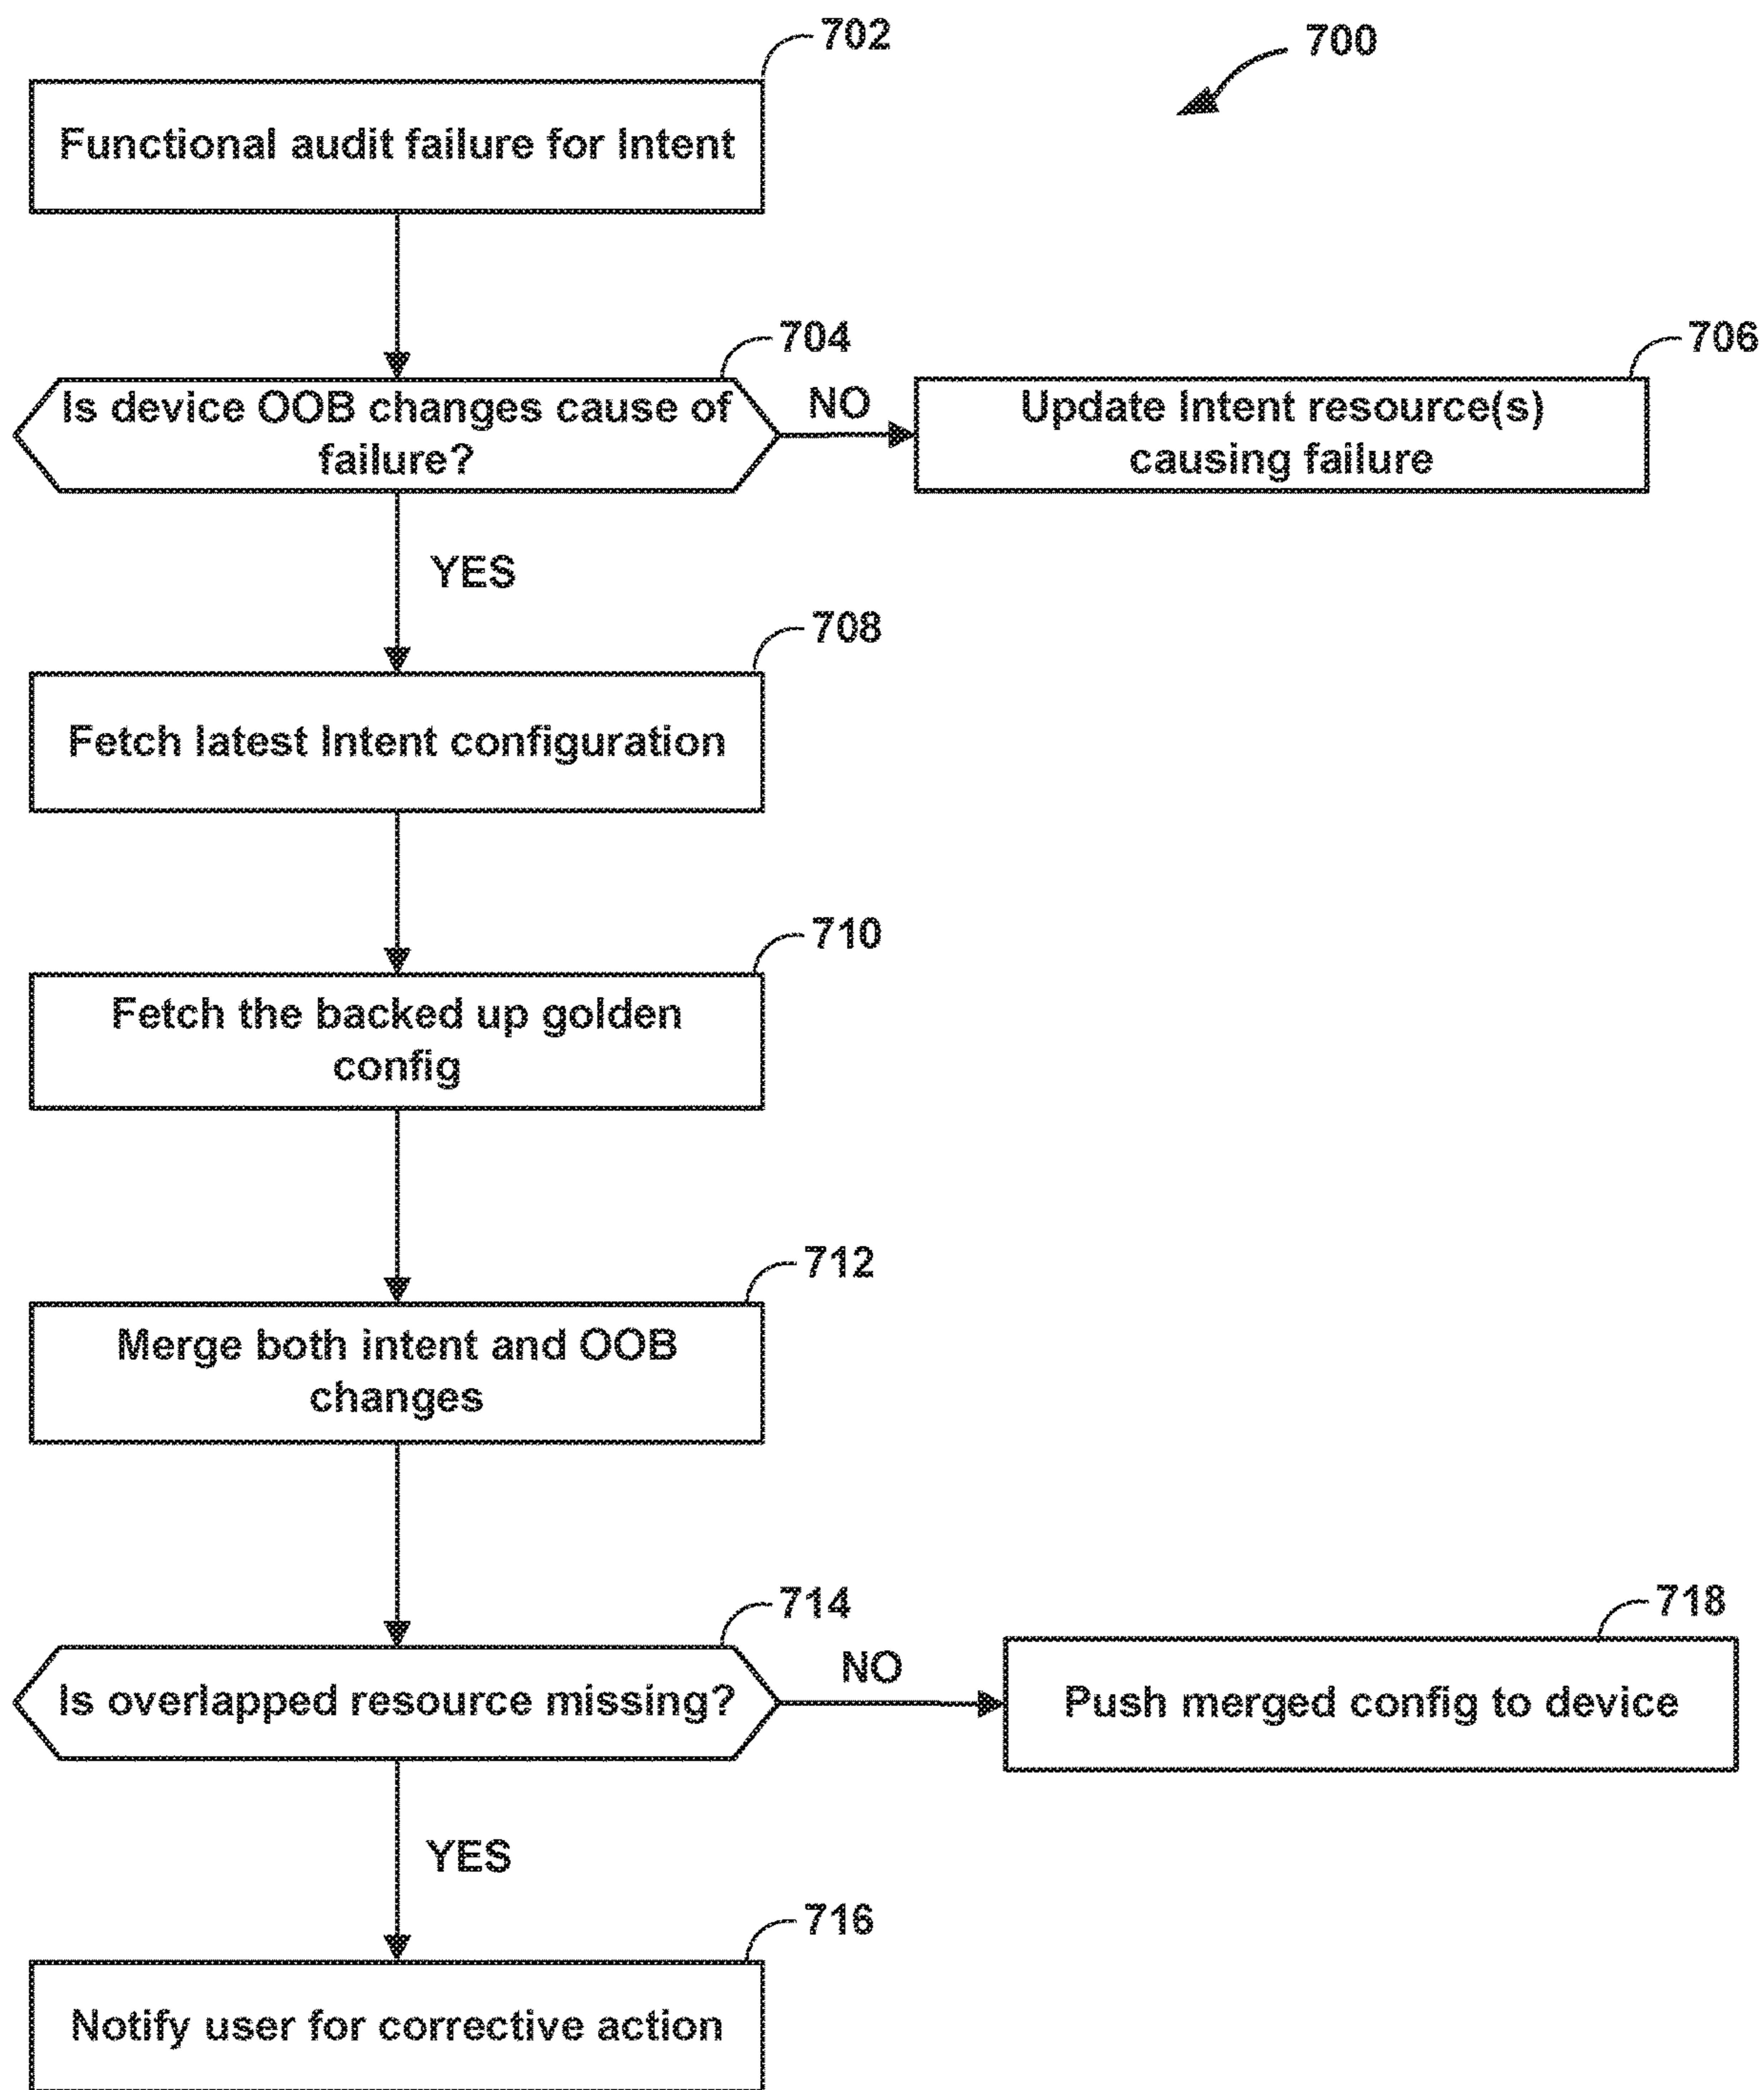 702
700
Functional audit failure for Intent
704
706
Is device OOB changes cause of
failure?
NO
Update Intent resource(s)
causing failure
YES
708
Fetch latest Intent configuration
710
Fetch the backed up golden
config
712
Merge both intent and OOB
changes
714
718
Is overlapped resource missing?
NO
Push merged config to device
YES
716
Notify user for corrective action